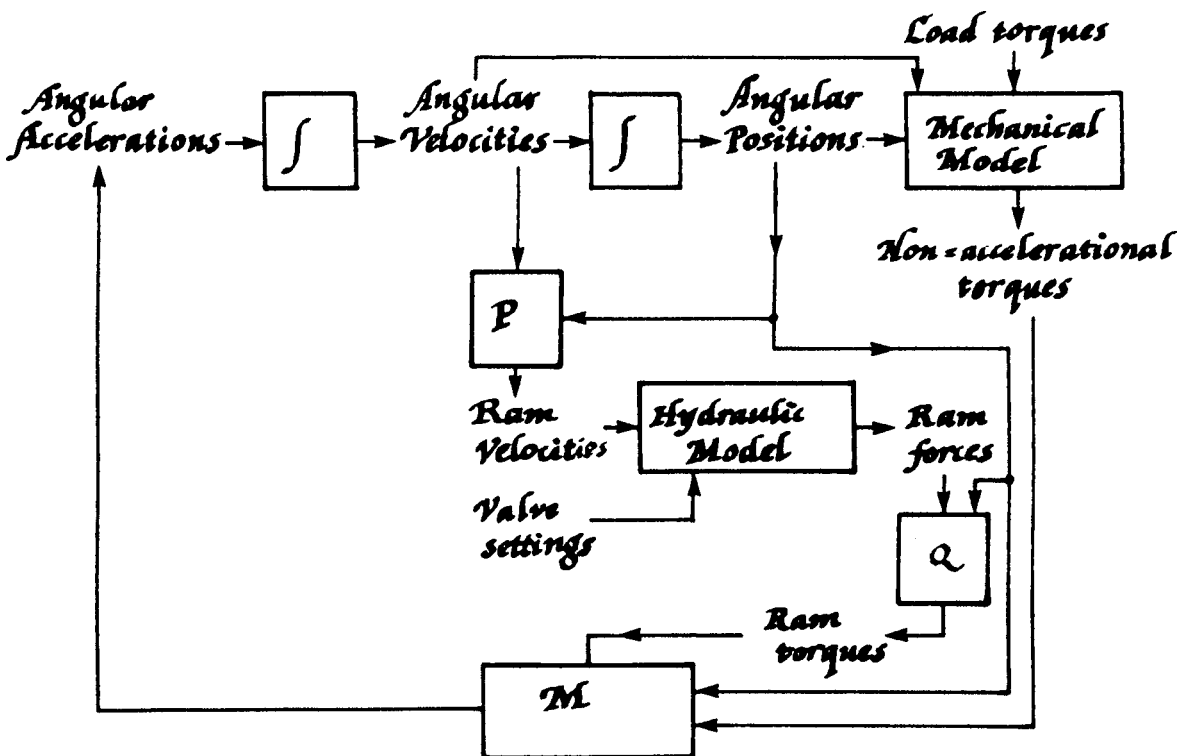 Load torques
Angular
Accelerations
∫
Angular
Velocities
∫
Angular
Positions
Mechanical
Model
Non-accelerational
torques
P
Ram
Velocities
Hydraulic
Model
Ram
forces
Valve
settings
Q
Ram
torques
M